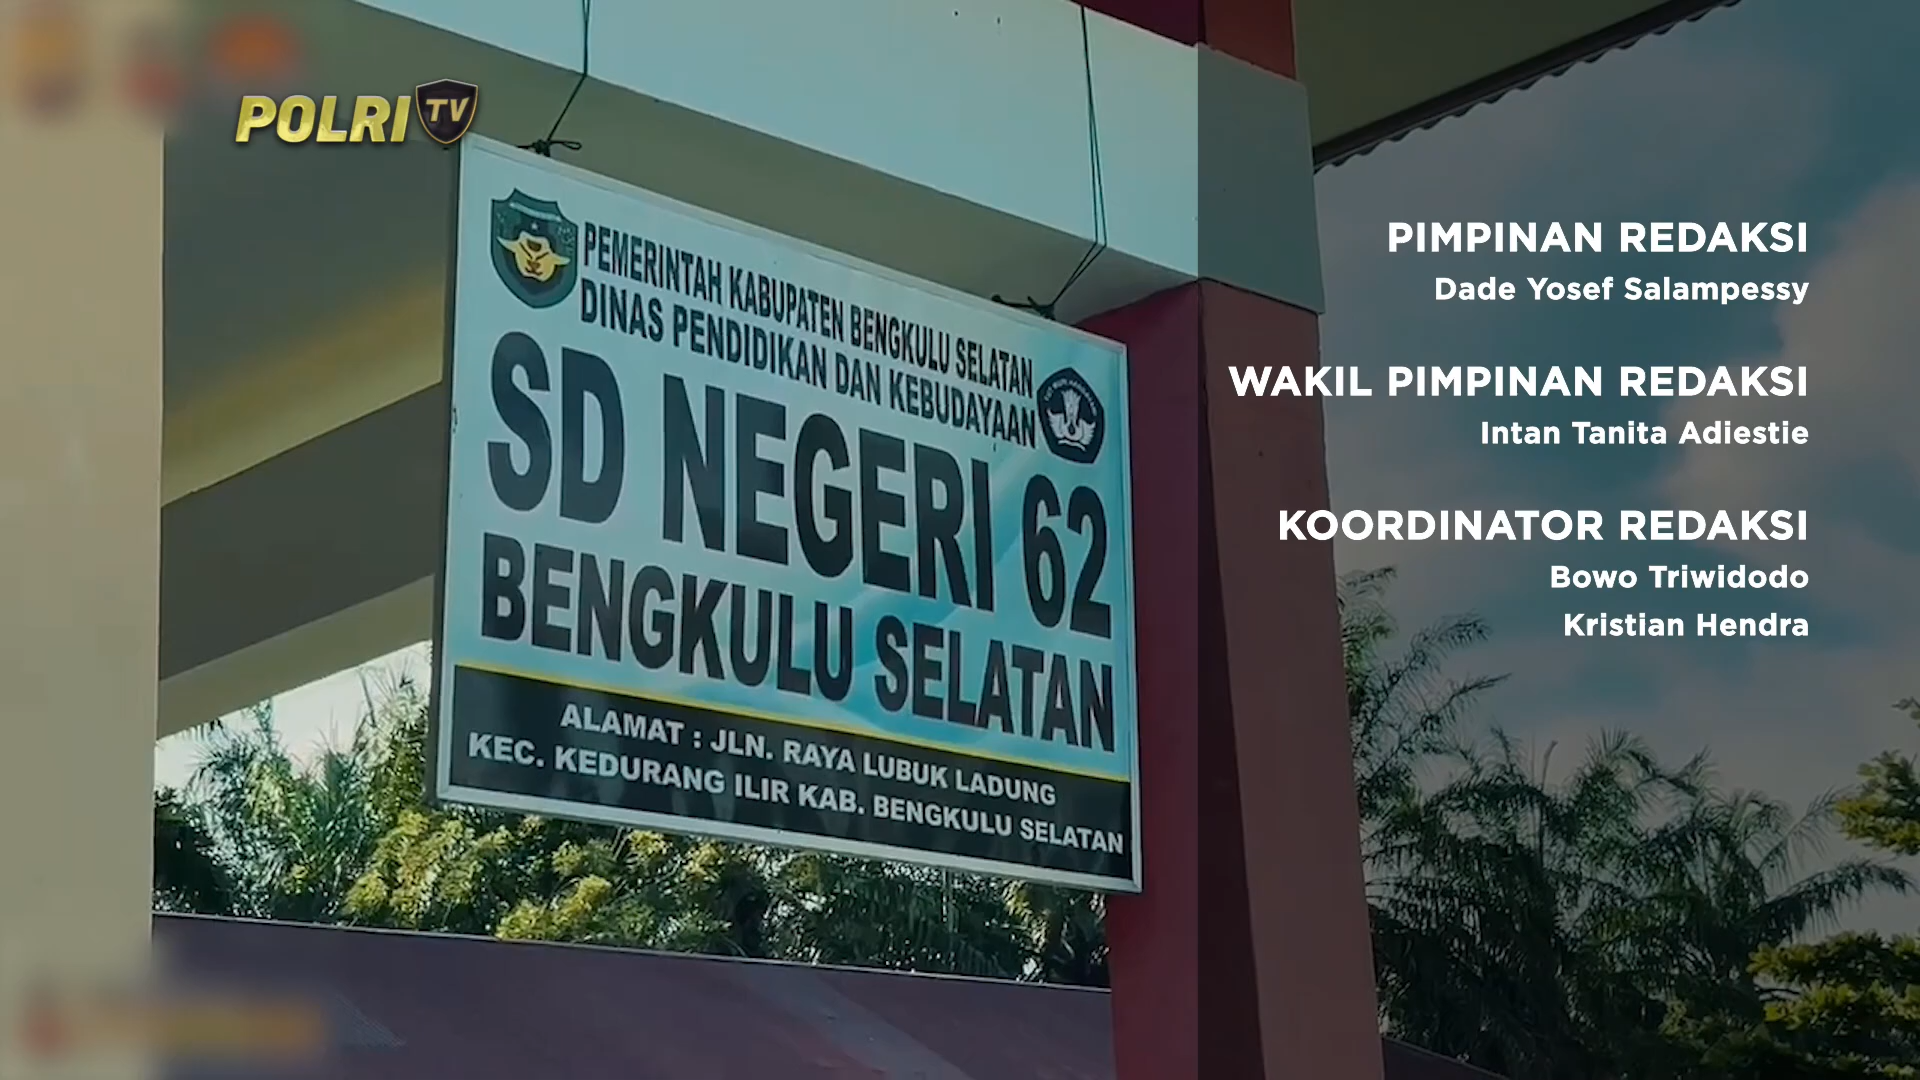 POLRI TV
PEMERINTAH KABUPATEN BENGKULU SELATAN
DINAS PENDIDIKAN DAN KEBUDAYAAN
SD NEGERI 62
BENGKULU SELATAN
ALAMAT : JLN. RAYA LUBUK LADUNG
KEC. KEDURANG ILIR KAB. BENGKULU SELATAN
PIMPINAN REDAKSI
Dade Yosef Salampessy
WAKIL PIMPINAN REDAKSI
Intan Tanita Adiestie
KOORDINATOR REDAKSI
Bowo Triwidodo
Kristian Hendra